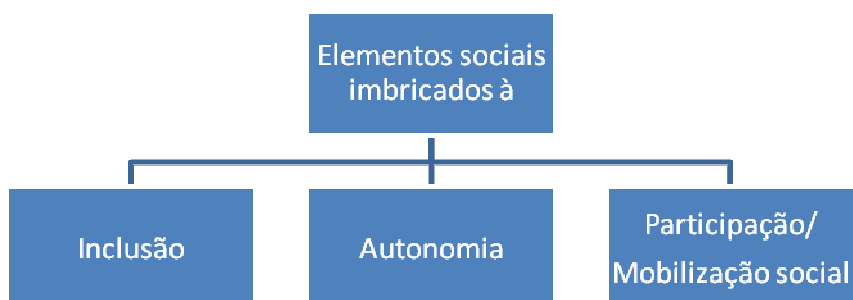 Elementos sociais
imbricados à
Inclusão
Autonomia
Participação/
Mobilização social